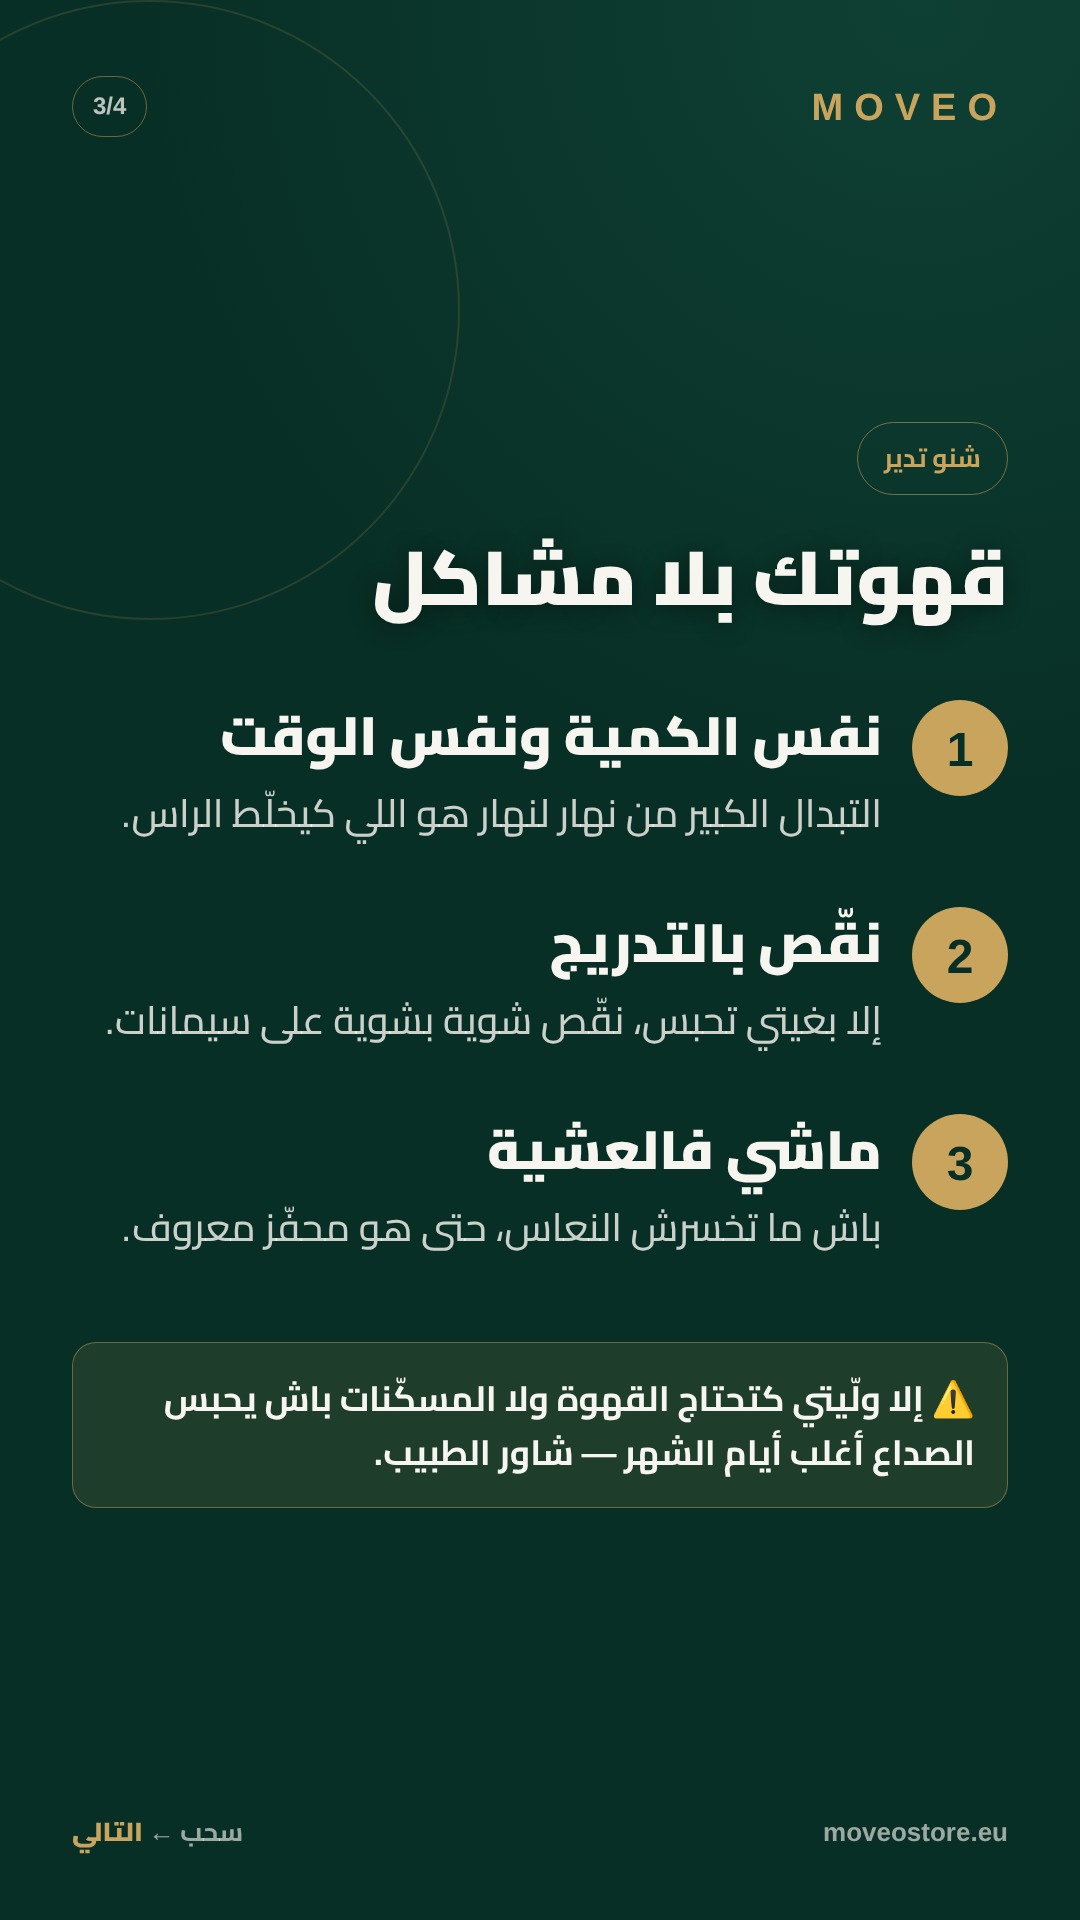 MOVEO
3/4
شنو تدير
قهوتك بلا مشاكل
1
نفس الكمية ونفس الوقت
التبدال الكبير من نهار لنهار هو اللي كيخلّط الراس.
2
نقّص بالتدريج
إلا بغيتي تحبس، نقّص شوية بشوية على سيمانات.
3
ماشي فالعشية
باش ما تخسرش النعاس، حتى هو محفّز معروف.
⚠️ إلا ولّيتي كتحتاج القهوة ولا المسكّنات باش يحبس
الصداع أغلب أيام الشهر — شاور الطبيب.
moveostore.eu
سحب ← التالي